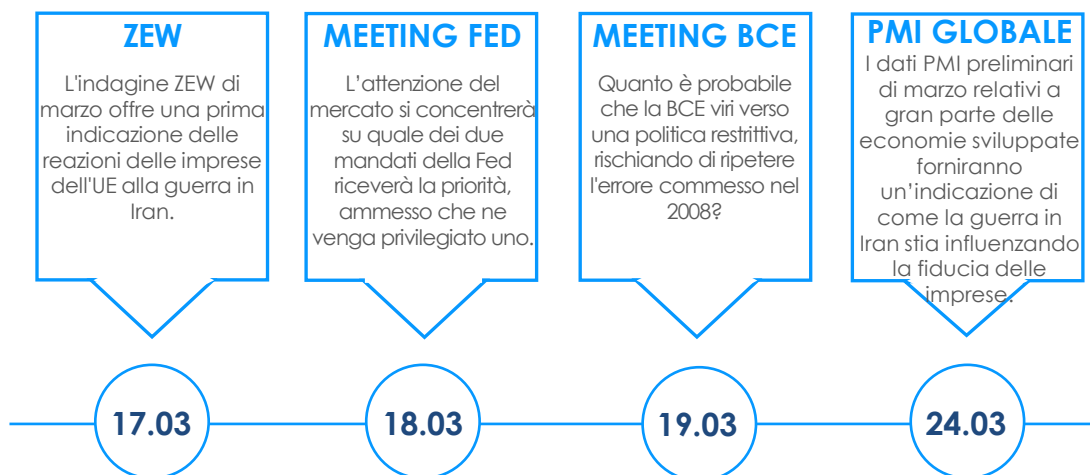 ZEW
L'indagine ZEW di
marzo offre una prima
indicazione delle
reazioni delle imprese
dell'UE alla guerra in
Iran.
17.03
MEETING FED
L’attenzione del
mercato si concentrerà
su quale dei due
mandati della Fed
riceverà la priorità,
ammesso che ne
venga privilegiato uno.
18.03
MEETING BCE
Quanto è probabile
che la BCE viri verso
una politica restrittiva,
rischiando di ripetere
l'errore commesso nel
2008?
19.03
PMI GLOBALE
I dati PMI preliminari
di marzo relativi a
gran parte delle
economie sviluppate
forniranno
un’indicazione di
come la guerra in
Iran stia influenzando
la fiducia delle
imprese.
24.03